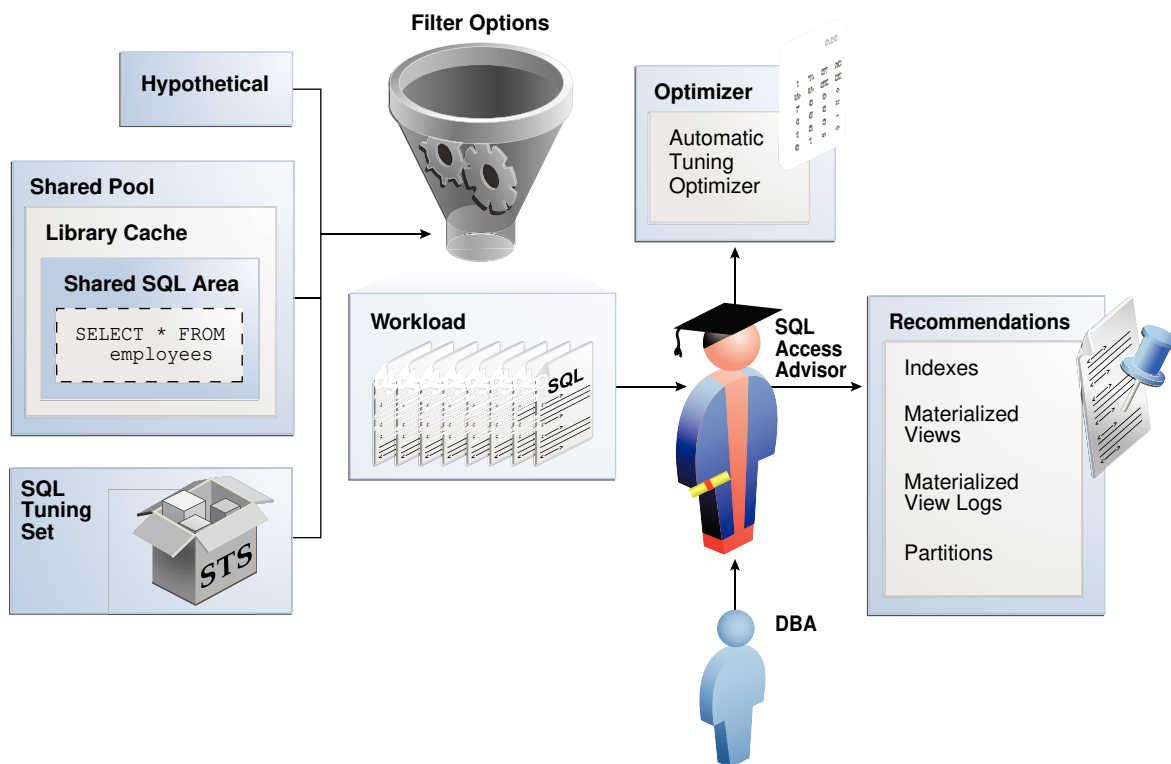 Filter Options
Hypothetical
Shared Pool
Library Cache
Shared SQL Area
SELECT * FROM
employees
SQL
Tuning
Set
STS
Workload
SQL
Optimizer
Automatic
Tuning
Optimizer
SQL
Access
Advisor
DBA
Recommendations
Indexes
Materialized
Views
Materialized
View Logs
Partitions